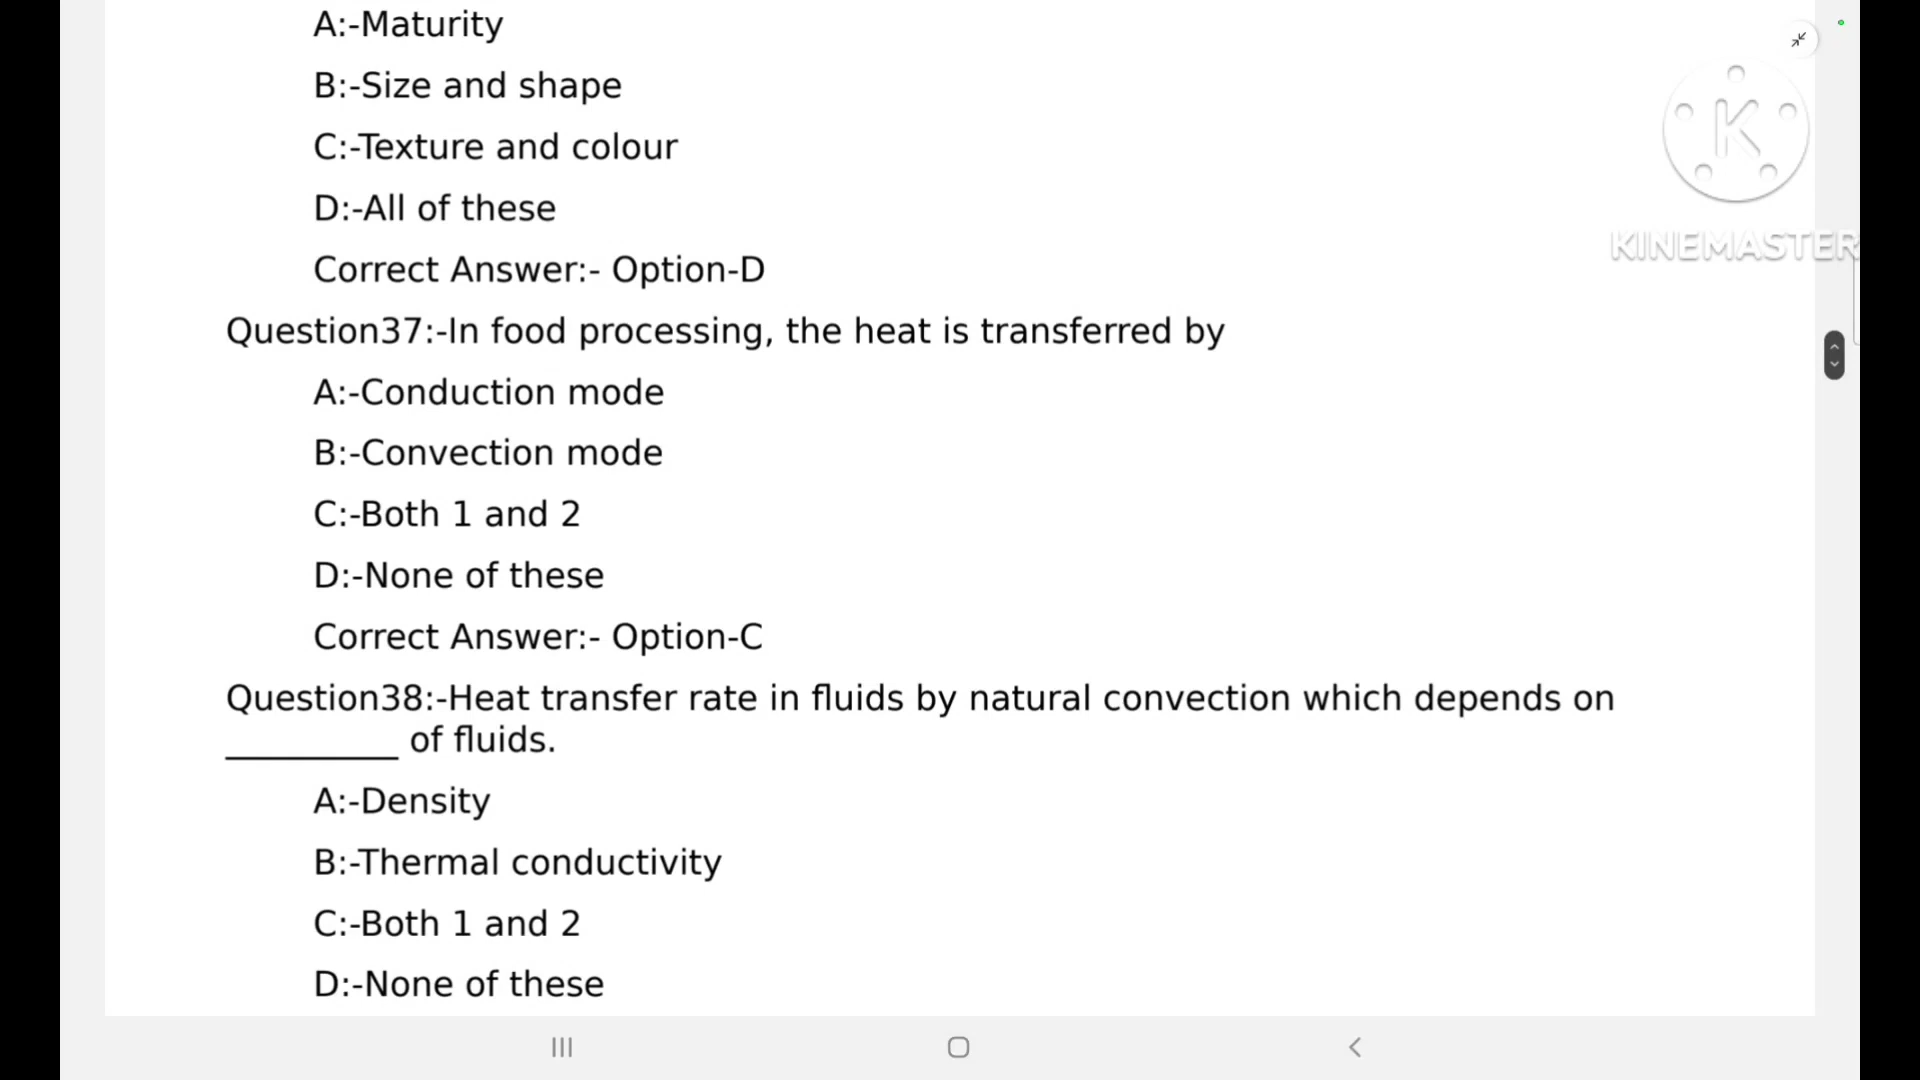 A:-Maturity
B:-Size and shape
C:-Texture and colour
D:-All of these
Correct Answer:- Option-D
Question37:-In food processing, the heat is transferred by
A:-Conduction mode
B:-Convection mode
C:-Both 1 and 2
D:-None of these
Correct Answer:- Option-C
Question38:-Heat transfer rate in fluids by natural convection which depends on
__________ of fluids.
A:-Density
B:-Thermal conductivity
C:-Both 1 and 2
D:-None of these
K
KINEMASTER